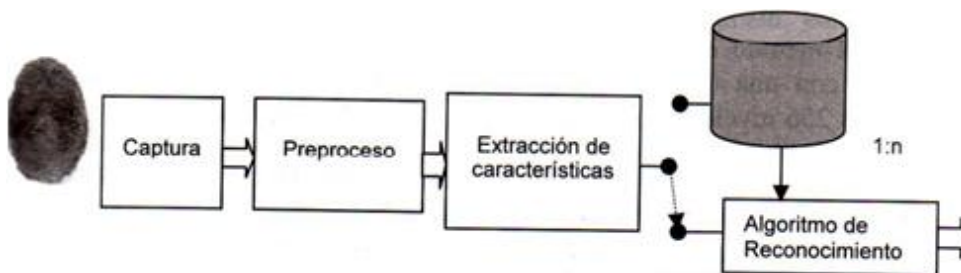 Captura
Preproceso
Extracción de
características
1:n
Algoritmo de
Reconocimiento